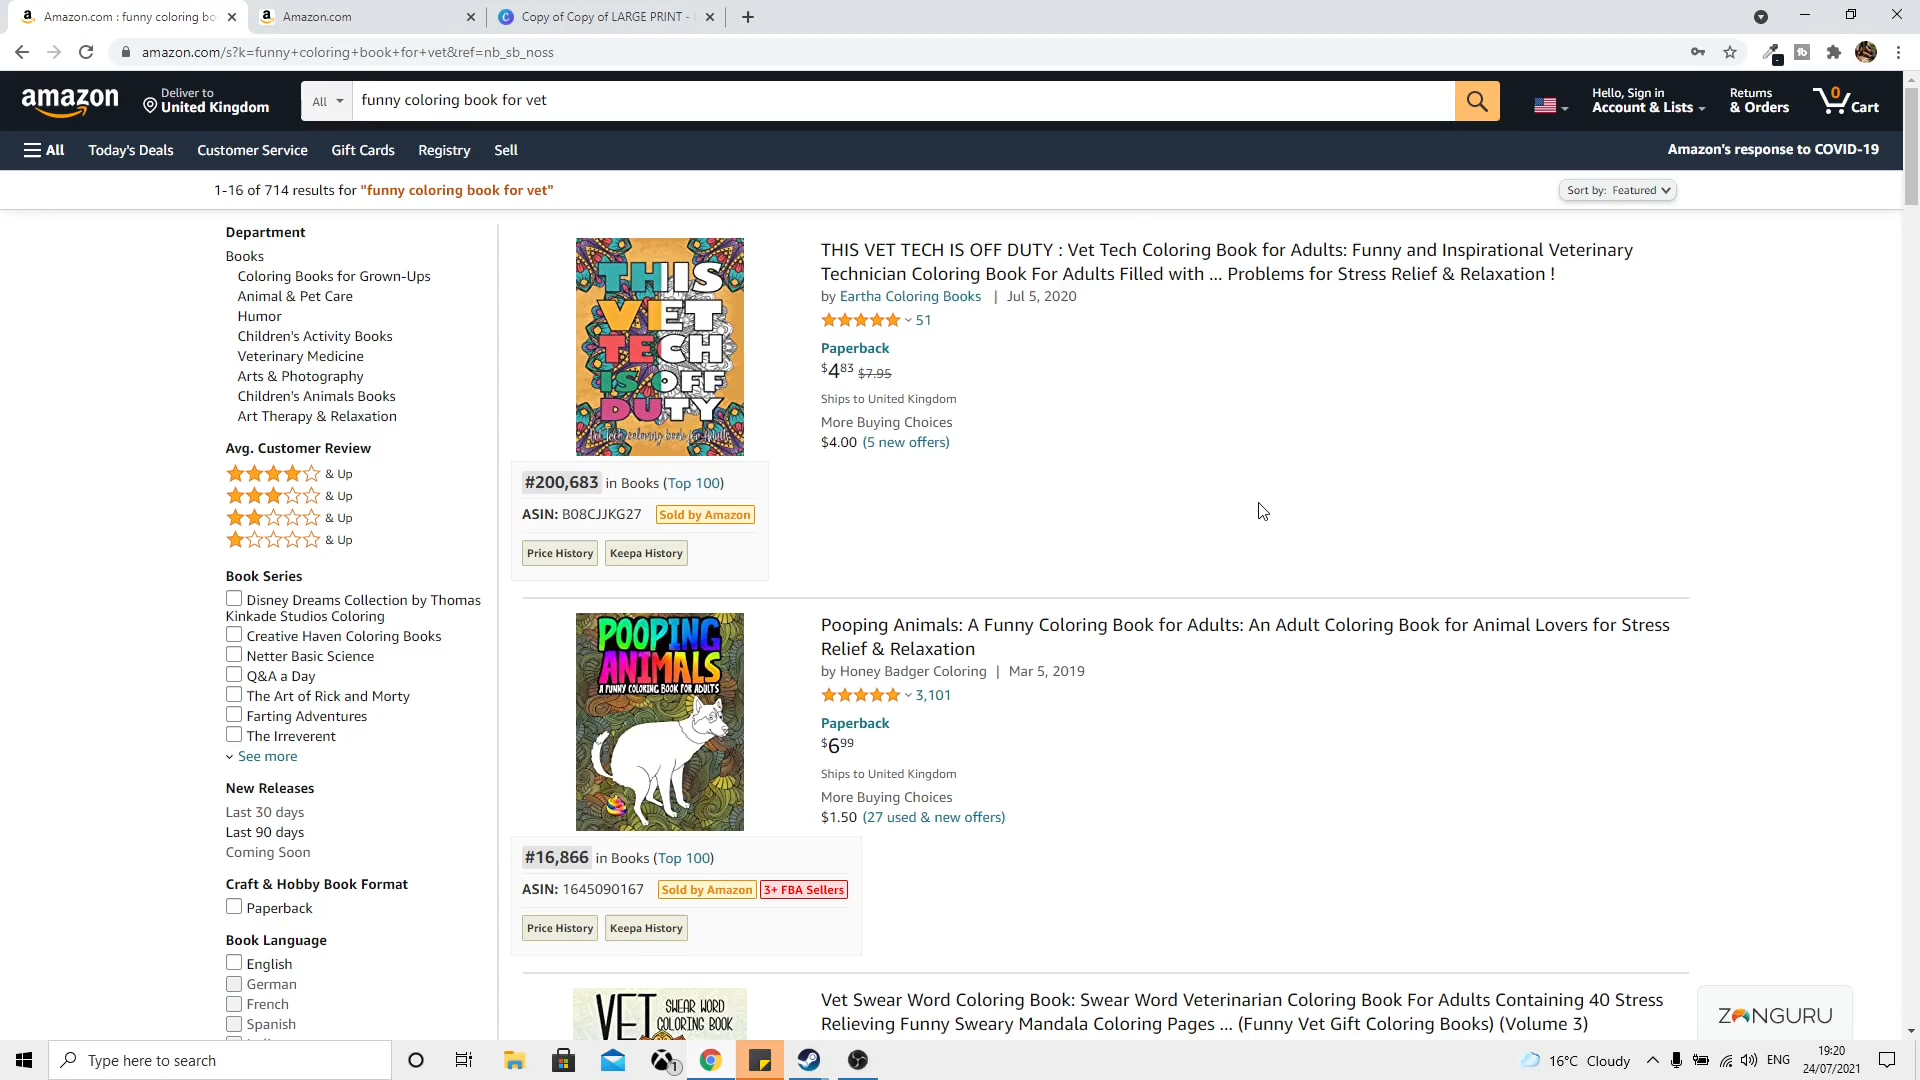 Amazon.com : funny coloring bo
Amazon.com
Copy of Copy of LARGE PRINT -
amazon.com/s?k=funny+coloring+book+for+vet&ref=nb_sb_noss
amazon
Deliver to
United Kingdom
All
funny coloring book for vet
Hello, Sign in
Account & Lists
Returns
& Orders
0
Cart
All
Today's Deals
Customer Service
Gift Cards
Registry
Sell
Amazon's response to COVID-19
1-16 of 714 results for "funny coloring book for vet"
Sort by: Featured
Department
Books
Coloring Books for Grown-Ups
Animal & Pet Care
Humor
Children's Activity Books
Veterinary Medicine
Arts & Photography
Children's Animals Books
Art Therapy & Relaxation
Avg. Customer Review
& Up
& Up
& Up
& Up
Book Series
Disney Dreams Collection by Thomas
Kinkade Studios Coloring
Creative Haven Coloring Books
Netter Basic Science
Q&A a Day
The Art of Rick and Morty
Farting Adventures
The Irreverent
See more
New Releases
Last 30 days
Last 90 days
Coming Soon
Craft & Hobby Book Format
Paperback
Book Language
English
German
French
Spanish
THIS
VET
TECH
IS OFF
DUTY
Vet Tech coloring book for Adults
THIS VET TECH IS OFF DUTY : Vet Tech Coloring Book for Adults: Funny and Inspirational Veterinary
Technician Coloring Book For Adults Filled with ... Problems for Stress Relief & Relaxation !
by Eartha Coloring Books | Jul 5, 2020
51
Paperback
$4.83 $7.95
Ships to United Kingdom
More Buying Choices
$4.00 (5 new offers)
#200,683 in Books (Top 100)
ASIN: B08CJJKG27 Sold by Amazon
Price History Keepa History
POOPING
ANIMALS
A FUNNY COLORING BOOK FOR ADULTS
Pooping Animals: A Funny Coloring Book for Adults: An Adult Coloring Book for Animal Lovers for Stress
Relief & Relaxation
by Honey Badger Coloring | Mar 5, 2019
3,101
Paperback
$6.99
Ships to United Kingdom
More Buying Choices
$1.50 (27 used & new offers)
#16,866 in Books (Top 100)
ASIN: 1645090167 Sold by Amazon 3+ FBA Sellers
Price History Keepa History
VET SWEAR WORD
COLORING BOOK
Vet Swear Word Coloring Book: Swear Word Veterinarian Coloring Book For Adults Containing 40 Stress
Relieving Funny Sweary Mandala Coloring Pages ... (Funny Vet Gift Coloring Books) (Volume 3)
ZONGURU
Type here to search
1
16°C Cloudy
ENG
19:20
24/07/2021